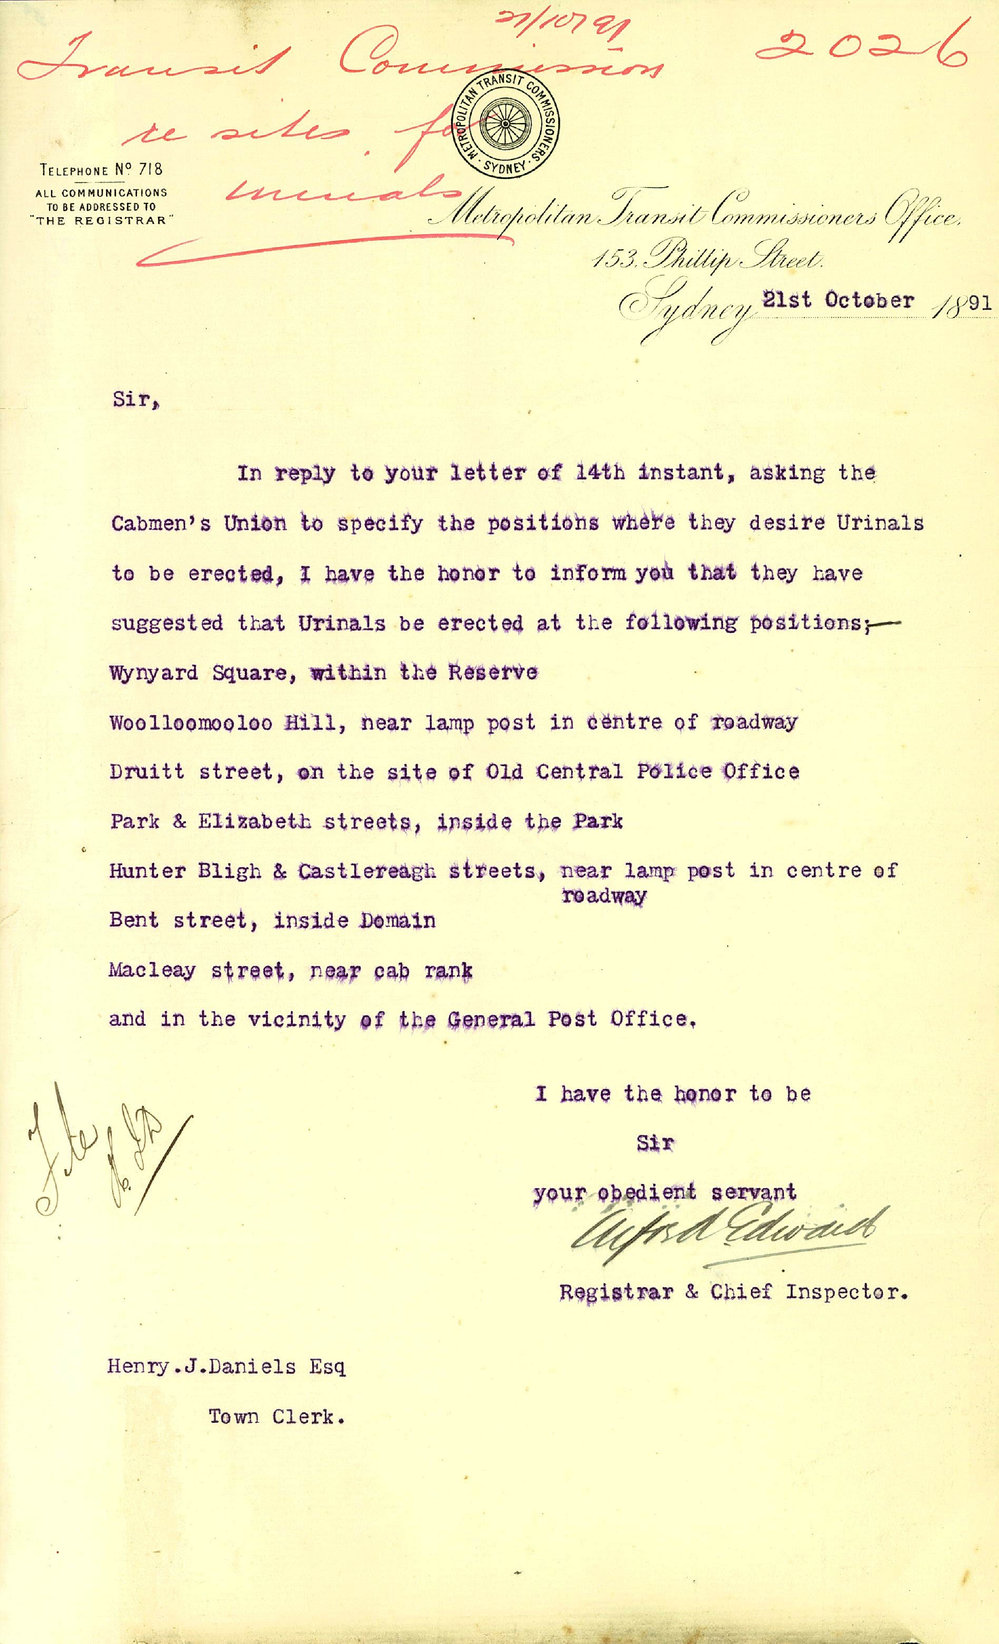 21/10/91
2026
Transit Commission
re sites for
urinals
METROPOLITAN TRANSIT COMMISSIONERS
· SYDNEY ·
TELEPHONE Nº 718
ALL COMMUNICATIONS
TO BE ADDRESSED TO
"THE REGISTRAR"
Metropolitan Transit Commissioners Office,
153, Phillip Street.
Sydney 21st October 1891
Sir,
In reply to your letter of 14th instant, asking the
Cabmen's Union to specify the positions where they desire Urinals
to be erected, I have the honor to inform you that they have
suggested that Urinals be erected at the following positions;—
Wynyard Square, within the Reserve
Woolloomooloo Hill, near lamp post in centre of roadway
Druitt street, on the site of Old Central Police Office
Park & Elizabeth streets, inside the Park
Hunter Bligh & Castlereagh streets, near lamp post in centre of
roadway
Bent street, inside Domain
Macleay street, near cab rank
and in the vicinity of the General Post Office.
I have the honor to be
Sir
your obedient servant
Alfred Edward
Registrar & Chief Inspector.
File
Henry.J.Daniels Esq
Town Clerk.